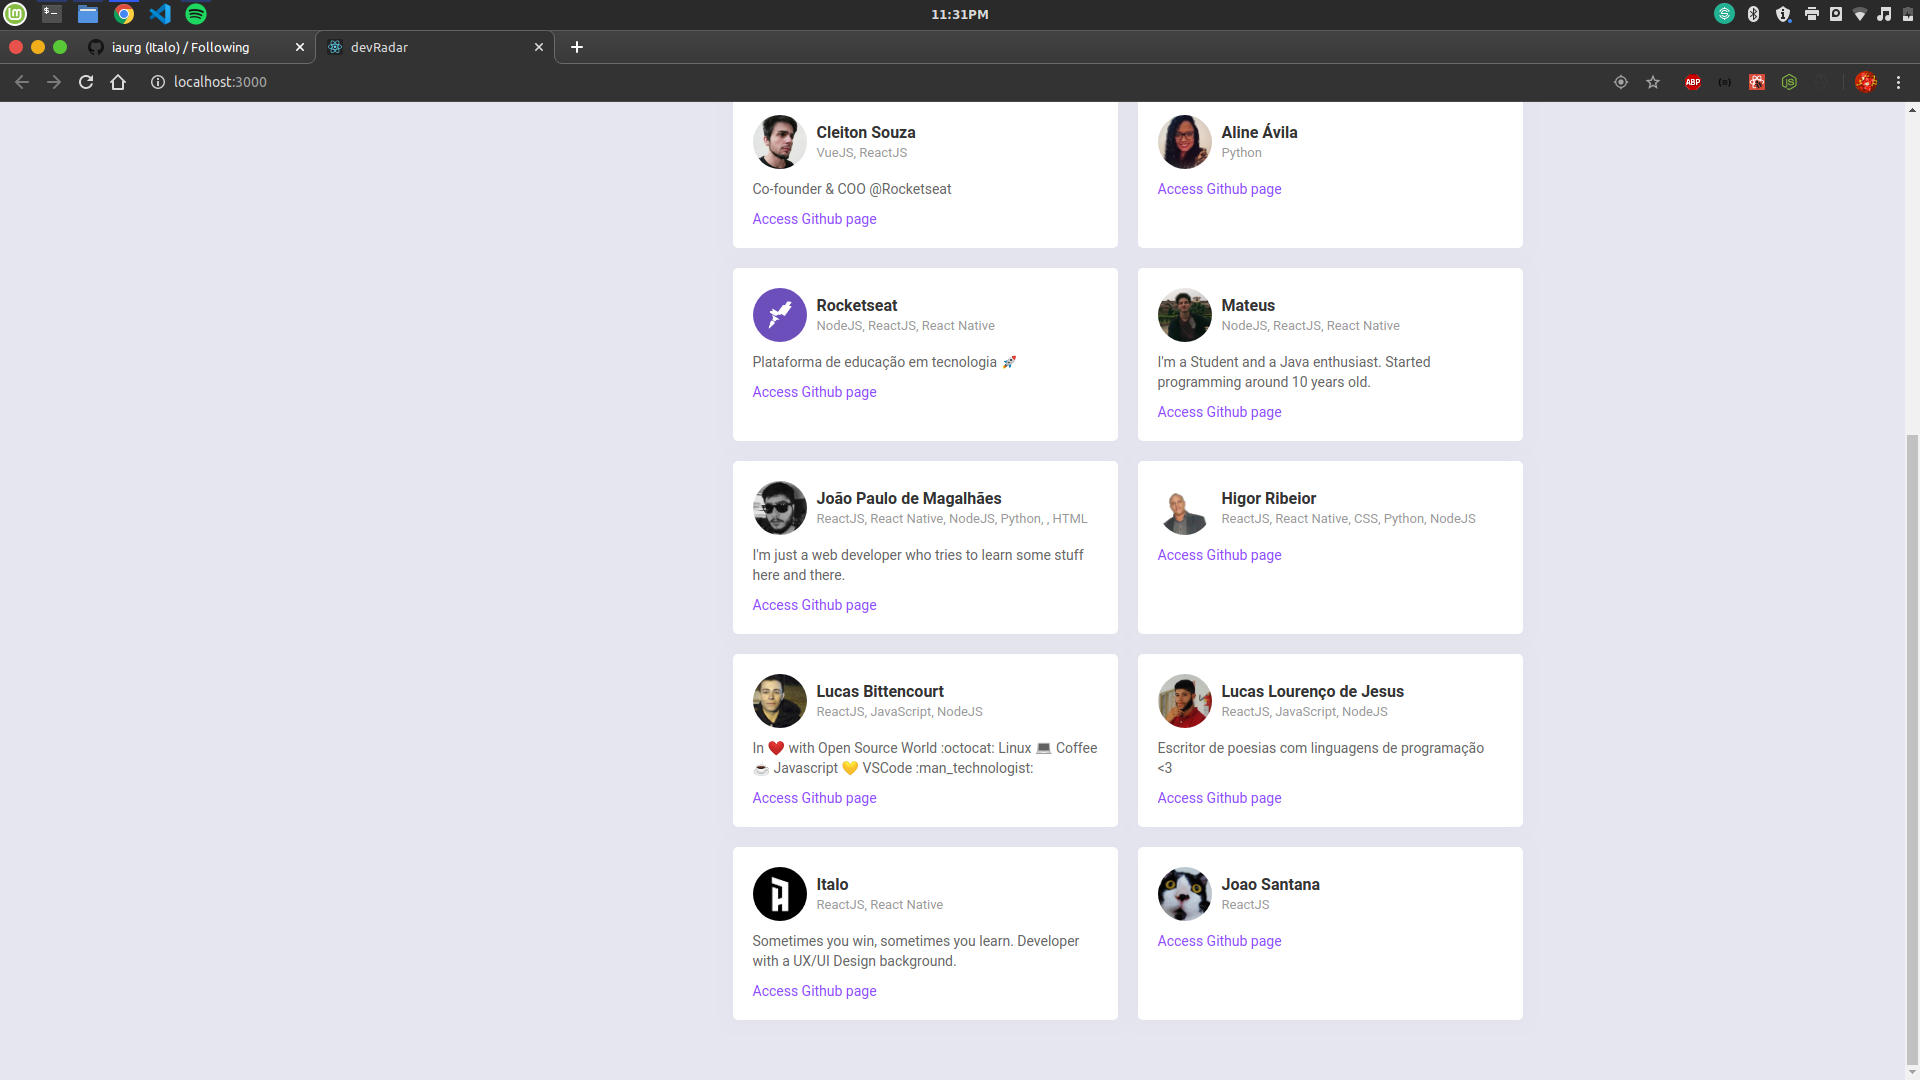 11:31PM
iaurg (Italo) / Following
devRadar
localhost:3000
ABP
Cleiton Souza
VueJS, ReactJS
Co-founder & COO @Rocketseat
Access Github page
Aline Ávila
Python
Access Github page
Rocketseat
NodeJS, ReactJS, React Native
Plataforma de educação em tecnologia 🚀
Access Github page
Mateus
NodeJS, ReactJS, React Native
I'm a Student and a Java enthusiast. Started
programming around 10 years old.
Access Github page
João Paulo de Magalhães
ReactJS, React Native, NodeJS, Python, , HTML
I'm just a web developer who tries to learn some stuff
here and there.
Access Github page
Higor Ribeior
ReactJS, React Native, CSS, Python, NodeJS
Access Github page
Lucas Bittencourt
ReactJS, JavaScript, NodeJS
In ❤️ with Open Source World :octocat: Linux 💻 Coffee
☕ Javascript 💛 VSCode :man_technologist:
Access Github page
Lucas Lourenço de Jesus
ReactJS, JavaScript, NodeJS
Escritor de poesias com linguagens de programação
<3
Access Github page
Italo
ReactJS, React Native
Sometimes you win, sometimes you learn. Developer
with a UX/UI Design background.
Access Github page
Joao Santana
ReactJS
Access Github page